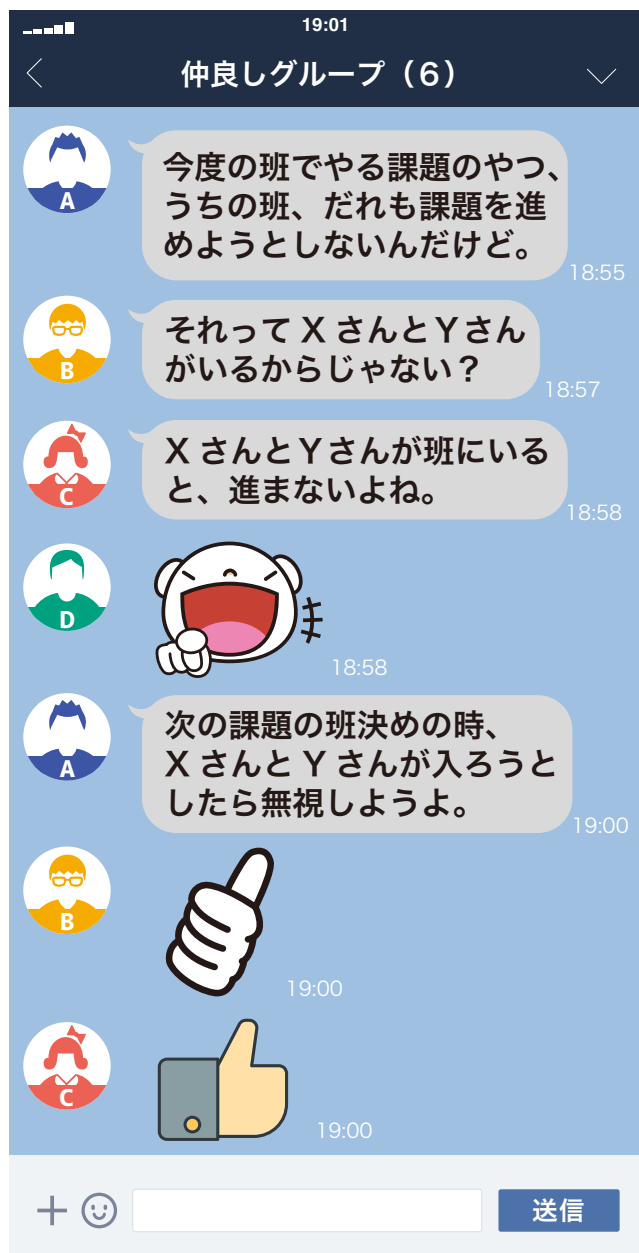 19:01
仲良しグループ（6）
A
今度の班でやる課題のやつ、
うちの班、だれも課題を進
めようとしないんだけど。
18:55
B
それって X さんと Y さん
がいるからじゃない？
18:57
C
X さんと Y さんが班にいる
と、進まないよね。
18:58
D
18:58
A
次の課題の班決めの時、
X さんと Y さんが入ろうと
したら無視しようよ。
19:00
B
19:00
C
19:00
送信